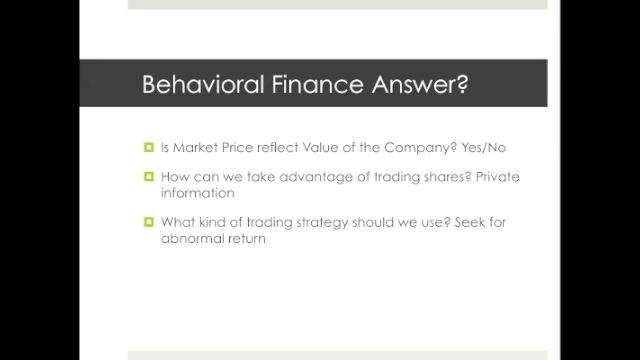 Behavioral Finance Answer?
Is Market Price reflect Value of the Company? Yes/No
How can we take advantage of trading shares? Private
information
What kind of trading strategy should we use? Seek for
abnormal return